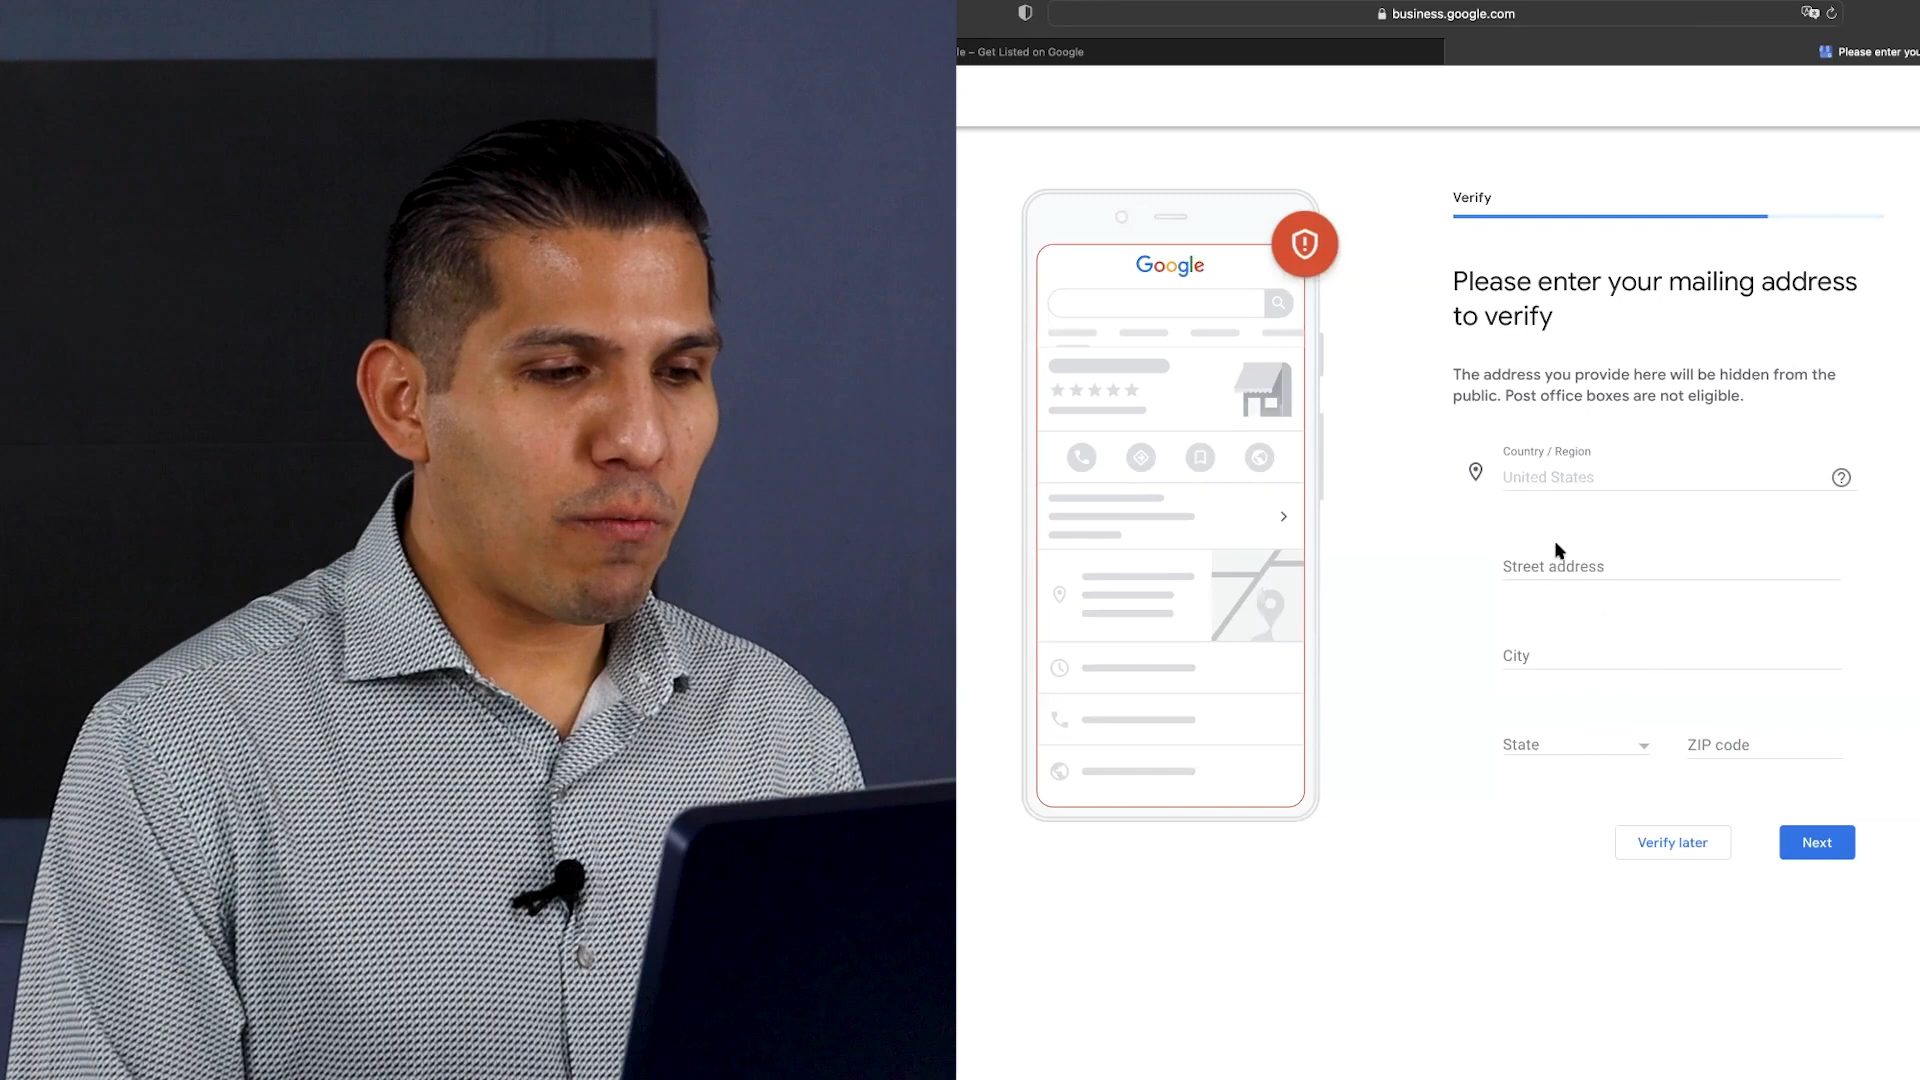 business.google.com
le – Get Listed on Google
Please enter you
Verify
Google
Please enter your mailing address
to verify
The address you provide here will be hidden from the
public. Post office boxes are not eligible.
Country / Region
United States
Street address
City
State
ZIP code
Verify later
Next